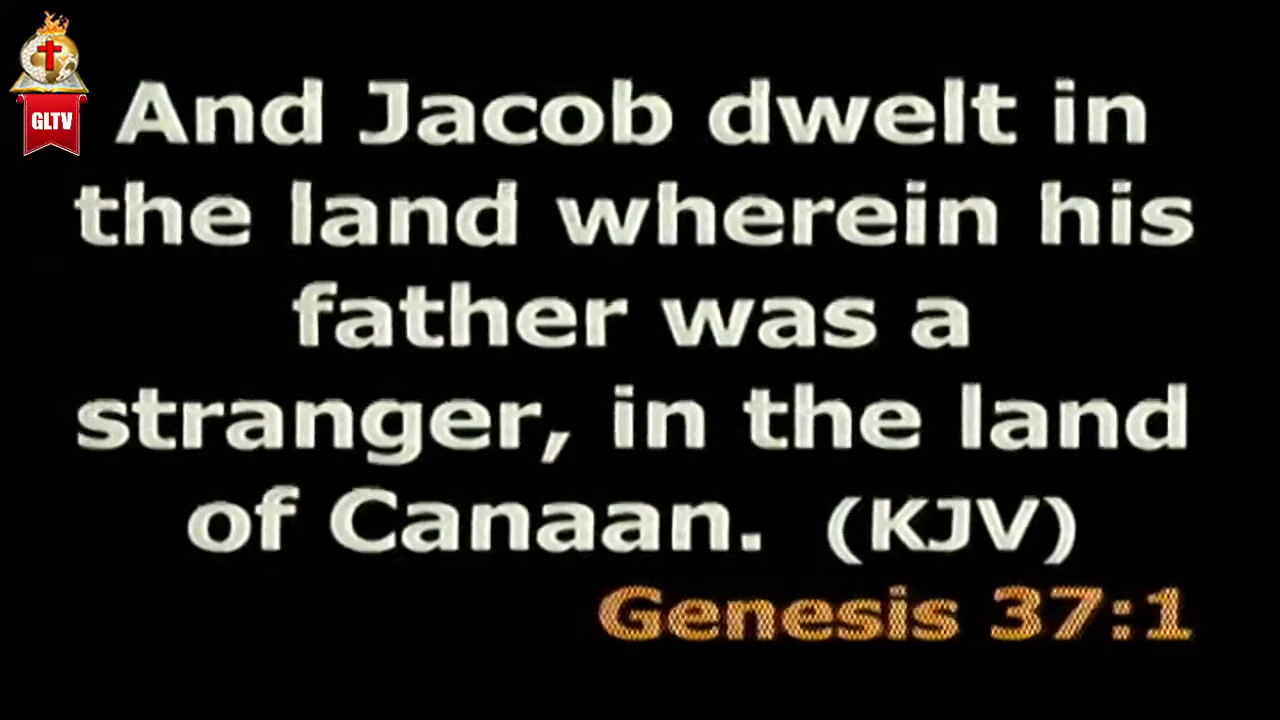 GLTV
And Jacob dwelt in
the land wherein his
father was a
stranger, in the land
of Canaan. (KJV)
Genesis 37:1